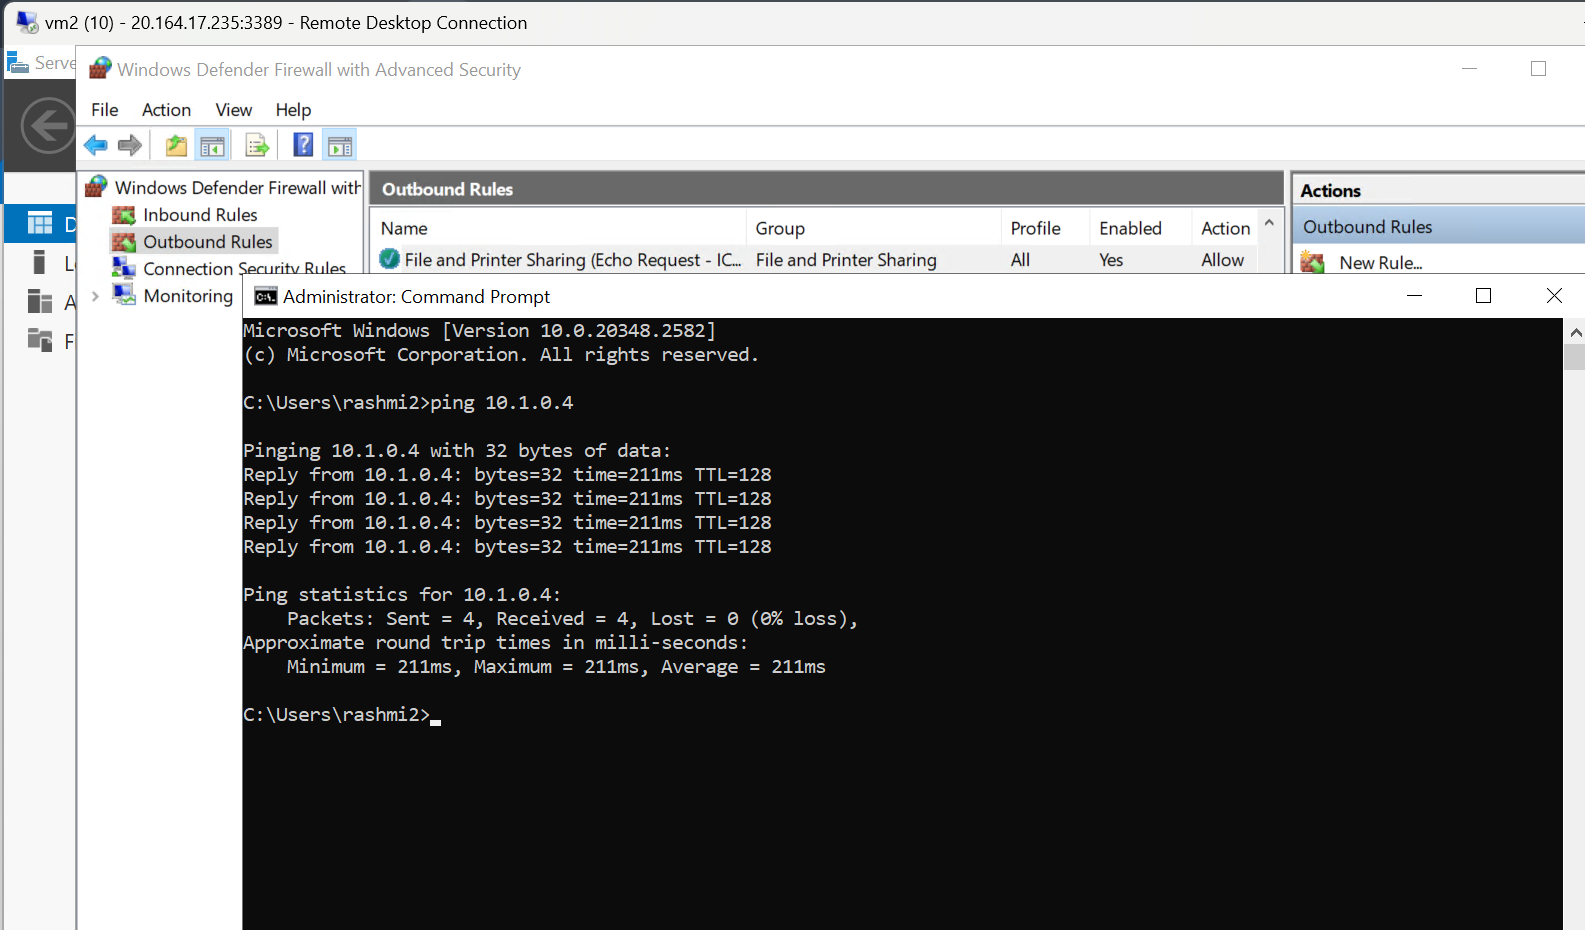 vm2 (10) - 20.164.17.235:3389 - Remote Desktop Connection
Serve
Windows Defender Firewall with Advanced Security
File Action View Help
Windows Defender Firewall with
Inbound Rules
Outbound Rules
Connection Security Rules
Monitoring
Outbound Rules
Name Group Profile Enabled Action
File and Printer Sharing (Echo Request - IC... File and Printer Sharing All Yes Allow
Actions
Outbound Rules
New Rule...
D
L
A
F
Administrator: Command Prompt
Microsoft Windows [Version 10.0.20348.2582]
(c) Microsoft Corporation. All rights reserved.
C:\Users\rashmi2>ping 10.1.0.4
Pinging 10.1.0.4 with 32 bytes of data:
Reply from 10.1.0.4: bytes=32 time=211ms TTL=128
Reply from 10.1.0.4: bytes=32 time=211ms TTL=128
Reply from 10.1.0.4: bytes=32 time=211ms TTL=128
Reply from 10.1.0.4: bytes=32 time=211ms TTL=128
Ping statistics for 10.1.0.4:
Packets: Sent = 4, Received = 4, Lost = 0 (0% loss),
Approximate round trip times in milli-seconds:
Minimum = 211ms, Maximum = 211ms, Average = 211ms
C:\Users\rashmi2>